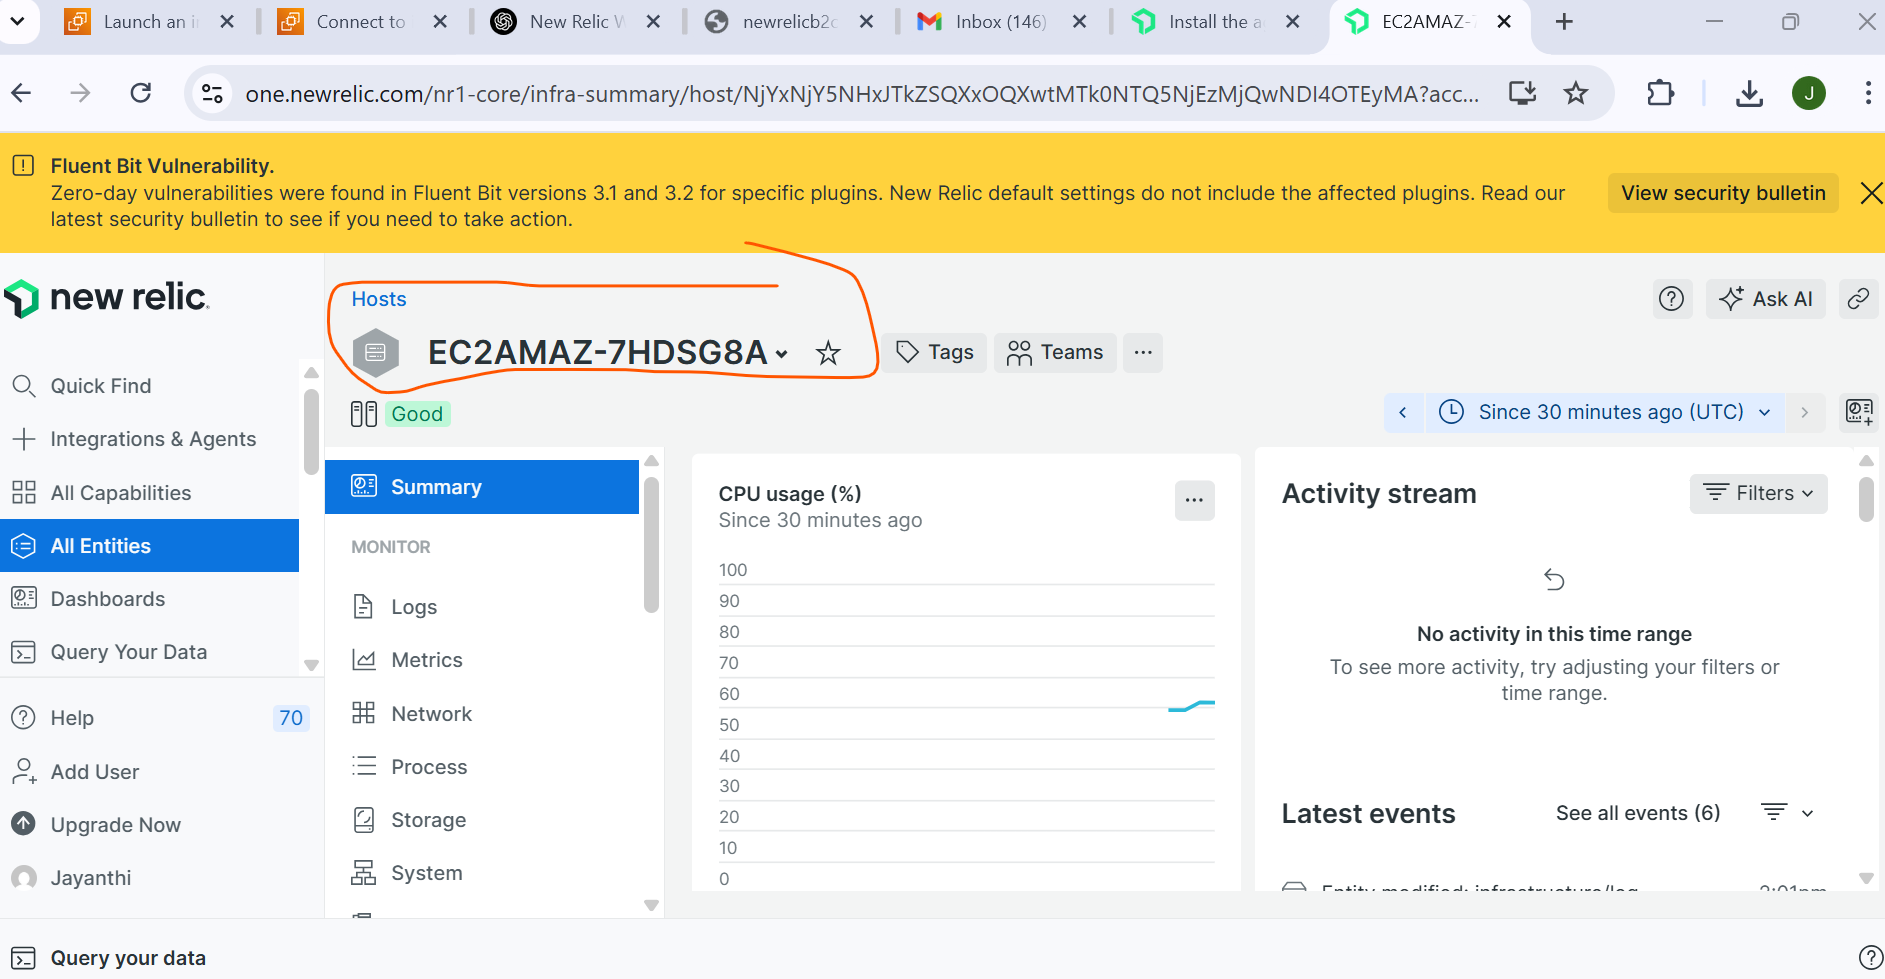 Launch an i
Connect to
New Relic W
newrelicb2c
Inbox (146)
Install the a
EC2AMAZ-7
one.newrelic.com/nr1-core/infra-summary/host/NjYxNjY5NHxJTkZSQXxOQXwtMTk0NTQ5NjEzMjQwNDI4OTEyMA?acc...
J
Fluent Bit Vulnerability.
Zero-day vulnerabilities were found in Fluent Bit versions 3.1 and 3.2 for specific plugins. New Relic default settings do not include the affected plugins. Read our
latest security bulletin to see if you need to take action.
View security bulletin
new relic
Quick Find
Integrations & Agents
All Capabilities
All Entities
Dashboards
Query Your Data
Help 70
Add User
Upgrade Now
Jayanthi
Hosts
EC2AMAZ-7HDSG8A
Tags
Teams
Ask AI
Good
Since 30 minutes ago (UTC)
Summary
MONITOR
Logs
Metrics
Network
Process
Storage
System
CPU usage (%)
Since 30 minutes ago
100
90
80
70
60
50
40
30
20
10
0
Activity stream
Filters
No activity in this time range
To see more activity, try adjusting your filters or
time range.
Latest events
See all events (6)
Entity modified: infrastructure/log 2:01pm
Query your data